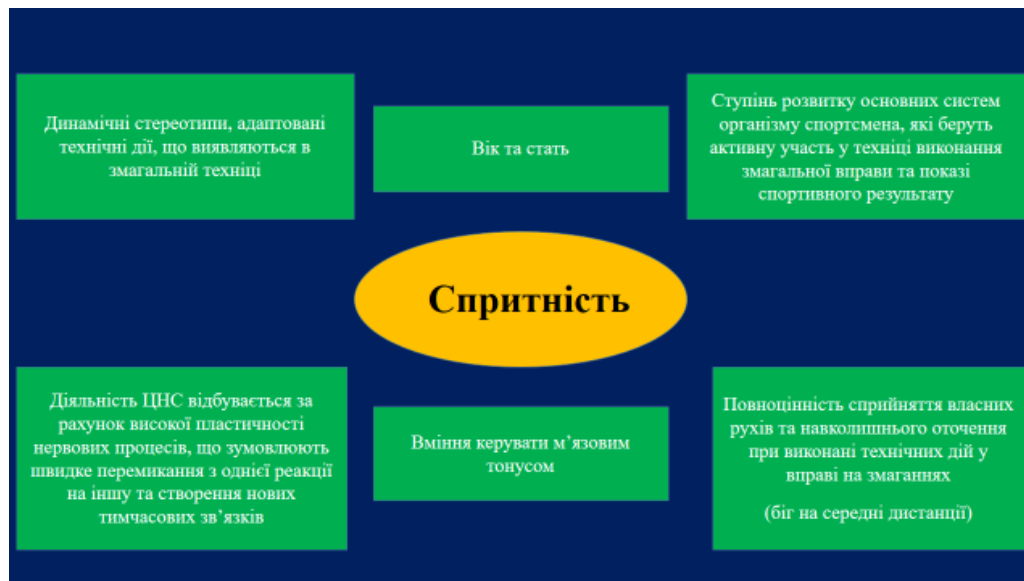 Динамічні стереотипи, адаптовані
технічні дії, що виявляються в
змагальній техніці
Вік та стать
Ступінь розвитку основних систем
організму спортсмена, які беруть
активну участь у техніці виконання
змагальної вправи та показі
спортивного результату
Спритність
Діяльність ЦНС відбувається за
рахунок високої пластичності
нервових процесів, що зумовлюють
швидке перемикання з однієї реакції
на іншу та створення нових
тимчасових зв’язків
Вміння керувати м’язовим
тонусом
Повноцінність сприйняття власних
рухів та навколишнього оточення
при виконані технічних дій у
вправі на змаганнях
(біг на середні дистанції)